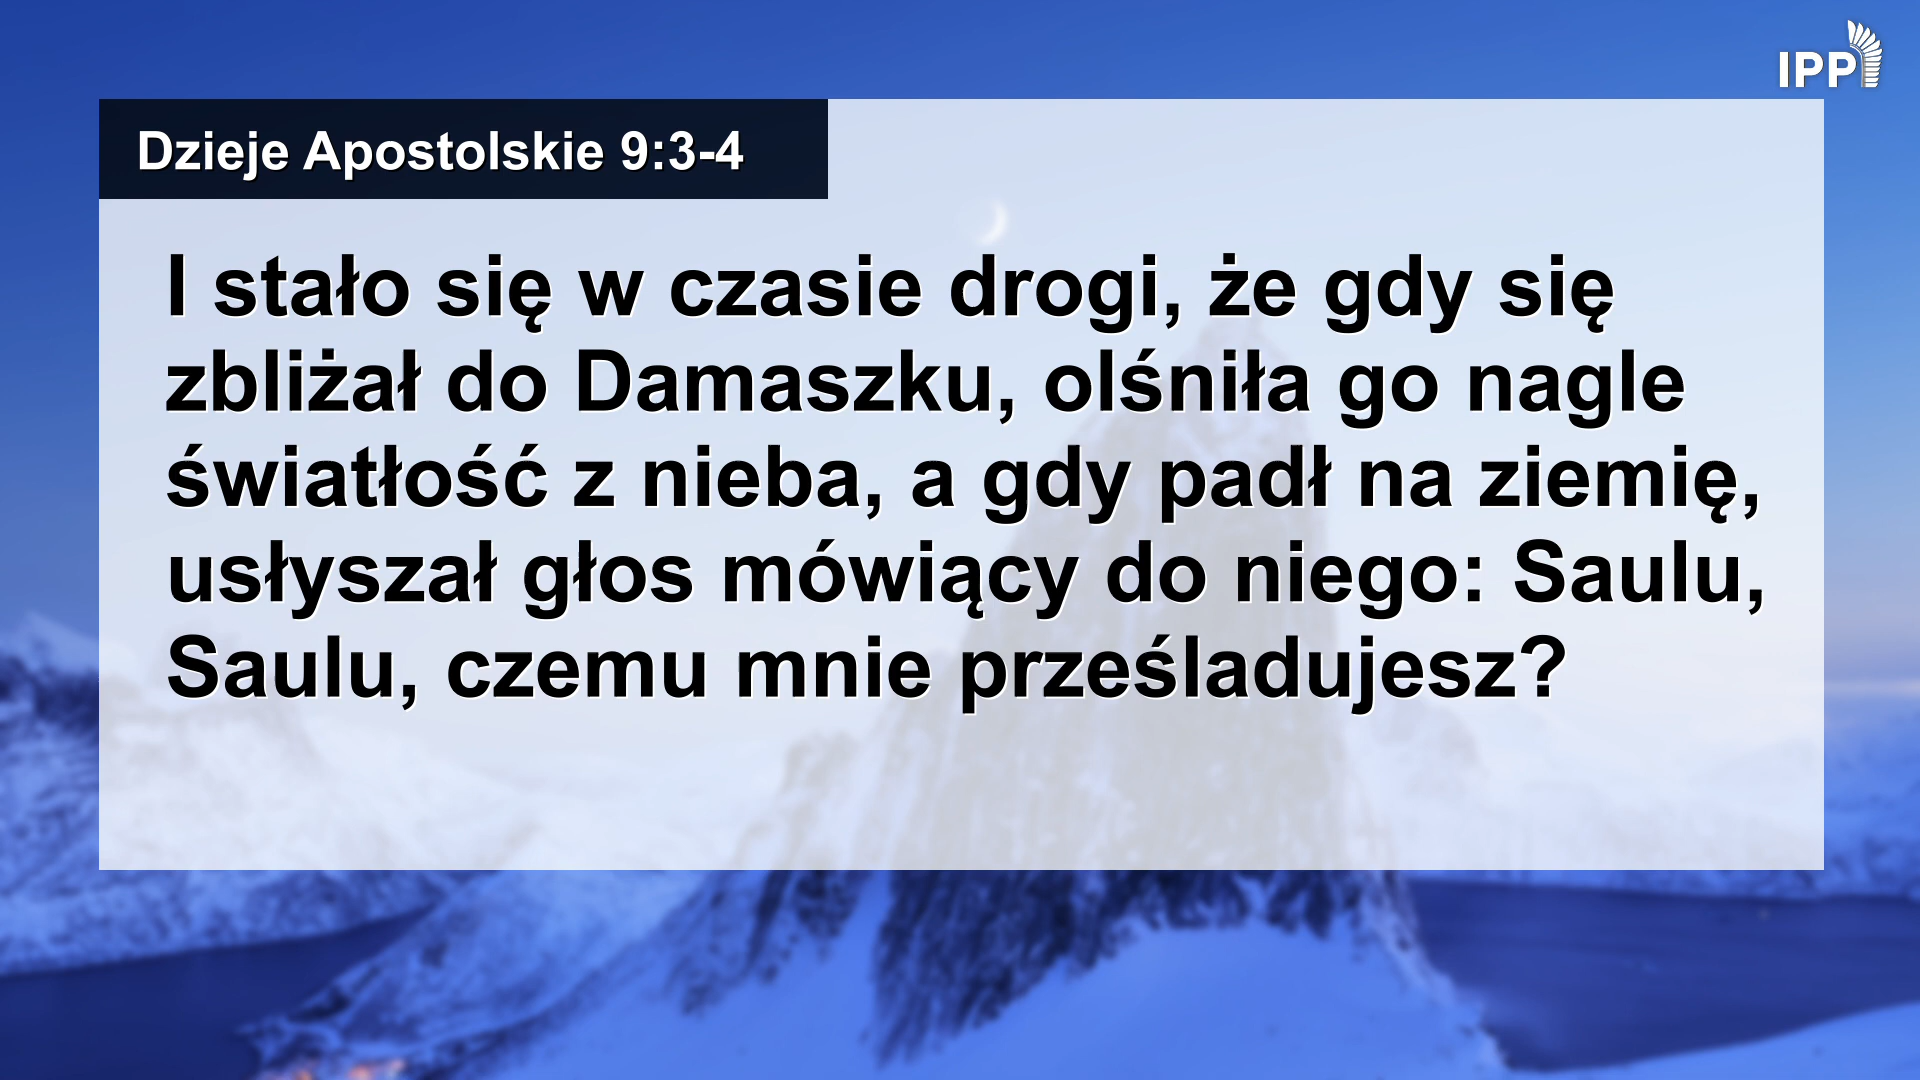 IPP
Dzieje Apostolskie 9:3-4
I stało się w czasie drogi, że gdy się
zbliżał do Damaszku, olśniła go nagle
światłość z nieba, a gdy padł na ziemię,
usłyszał głos mówiący do niego: Saulu,
Saulu, czemu mnie prześladujesz?